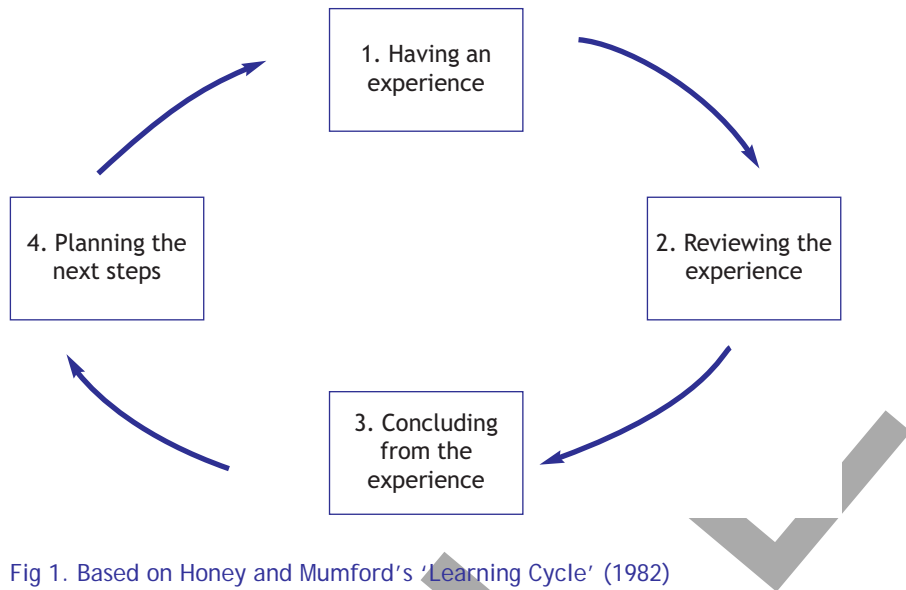 1. Having an
experience
2. Reviewing the
experience
3. Concluding
from the
experience
4. Planning the
next steps
Fig 1. Based on Honey and Mumford's 'Learning Cycle' (1982)